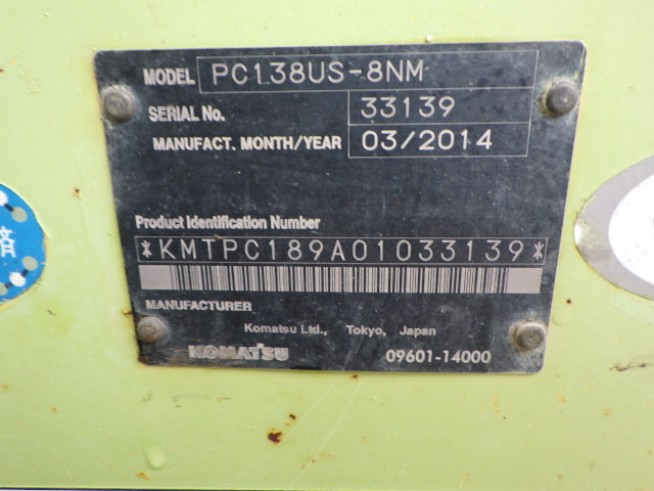 MODEL PC138US-8NM
SERIAL No. 33139
MANUFACT. MONTH/YEAR 03/2014
Product Identification Number
*KMTPC189A01033139*
MANUFACTURER
Komatsu Ltd., Tokyo, Japan
KOMATSU 09601-14000
済